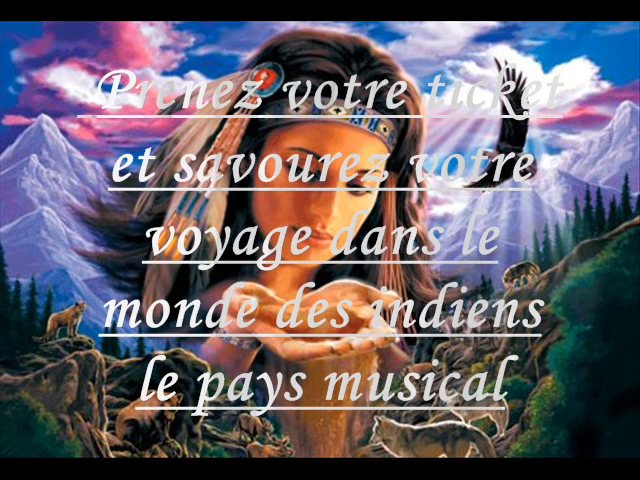 Prenez votre ticket
et savourez votre
voyage dans le
monde des indiens
le pays musical